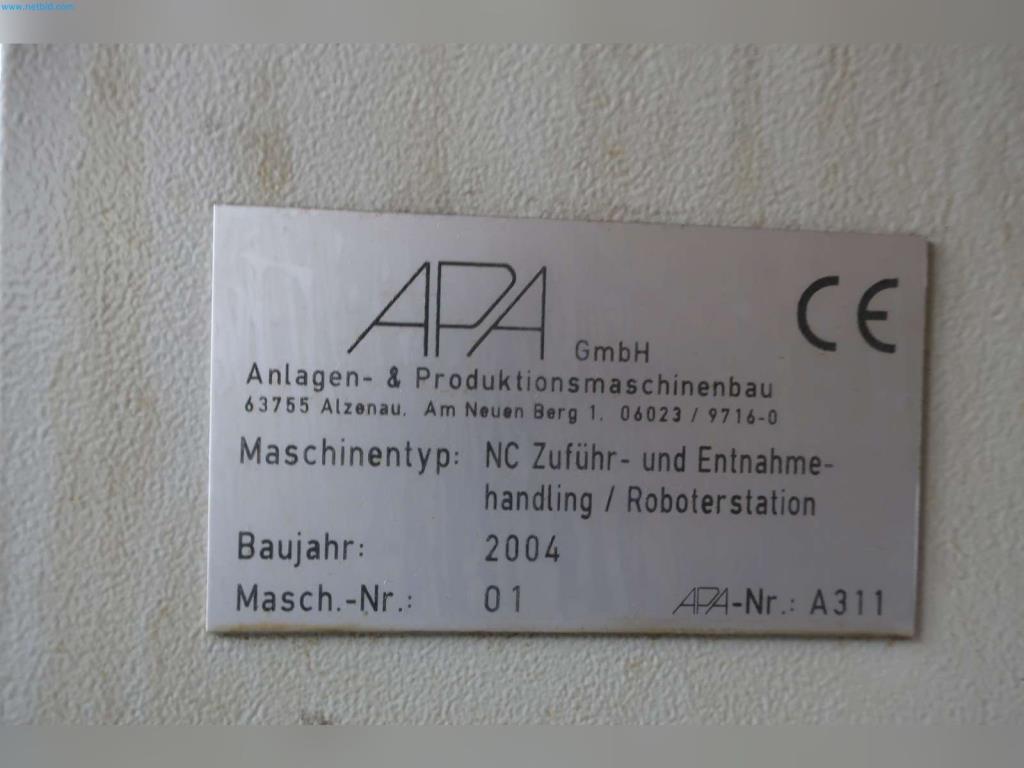 www.netbid.com
APA GmbH CE
Anlagen- & Produktionsmaschinenbau
63755 Alzenau. Am Neuen Berg 1. 06023 / 9716-0
Maschinentyp: NC Zuführ- und Entnahme-
handling / Roboterstation
Baujahr: 2004
Masch.-Nr.: 01 APA-Nr.: A311